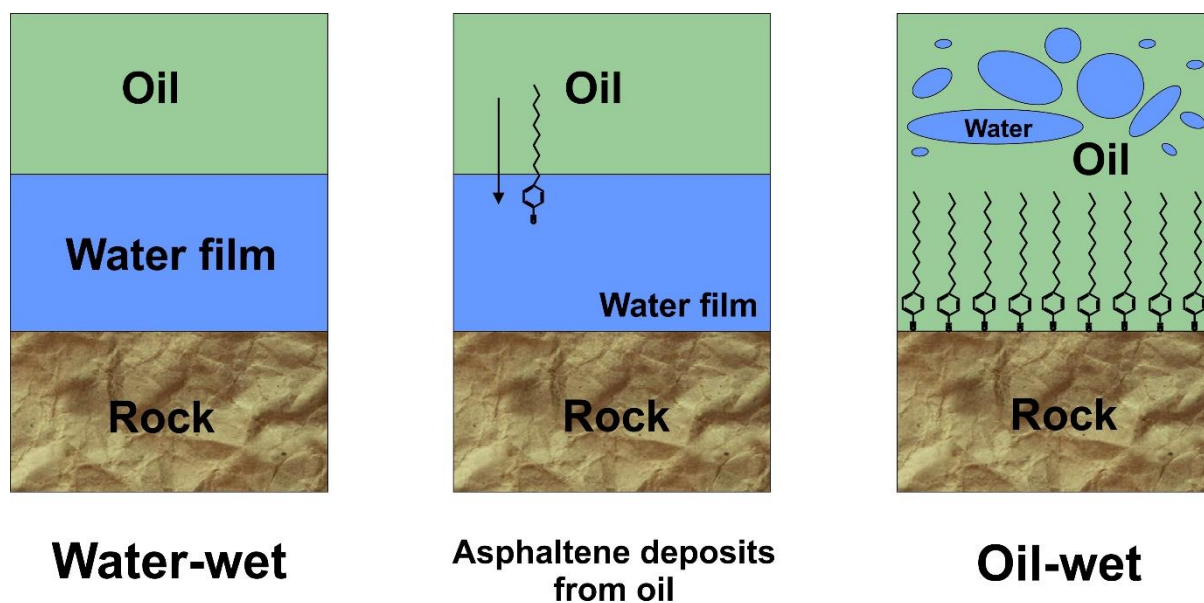 Oil
Water film
Rock
Water-wet
Oil
Water film
Rock
Asphaltene deposits
from oil
Water
Oil
Rock
Oil-wet